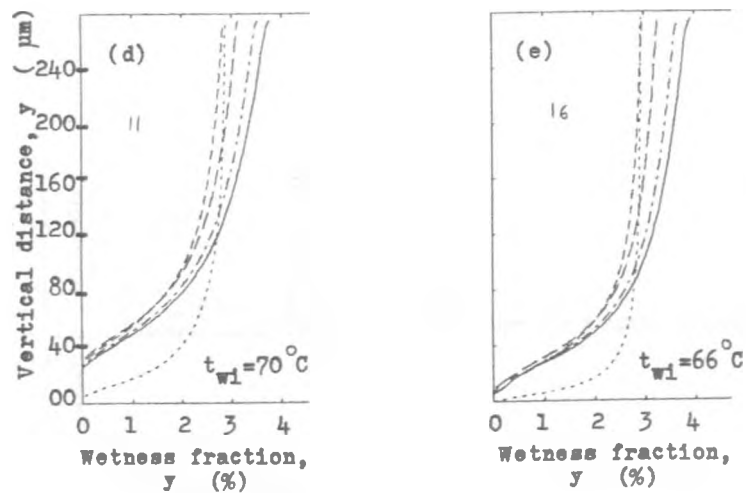 Vertical distance, y ( μm)
240
200
160
120
80
40
00
(d)
11
t_wi=70°C
0 1 2 3 4
Wetness fraction,
y (%)
(e)
16
t_wi=66°C
0 1 2 3 4
Wetness fraction,
y (%)